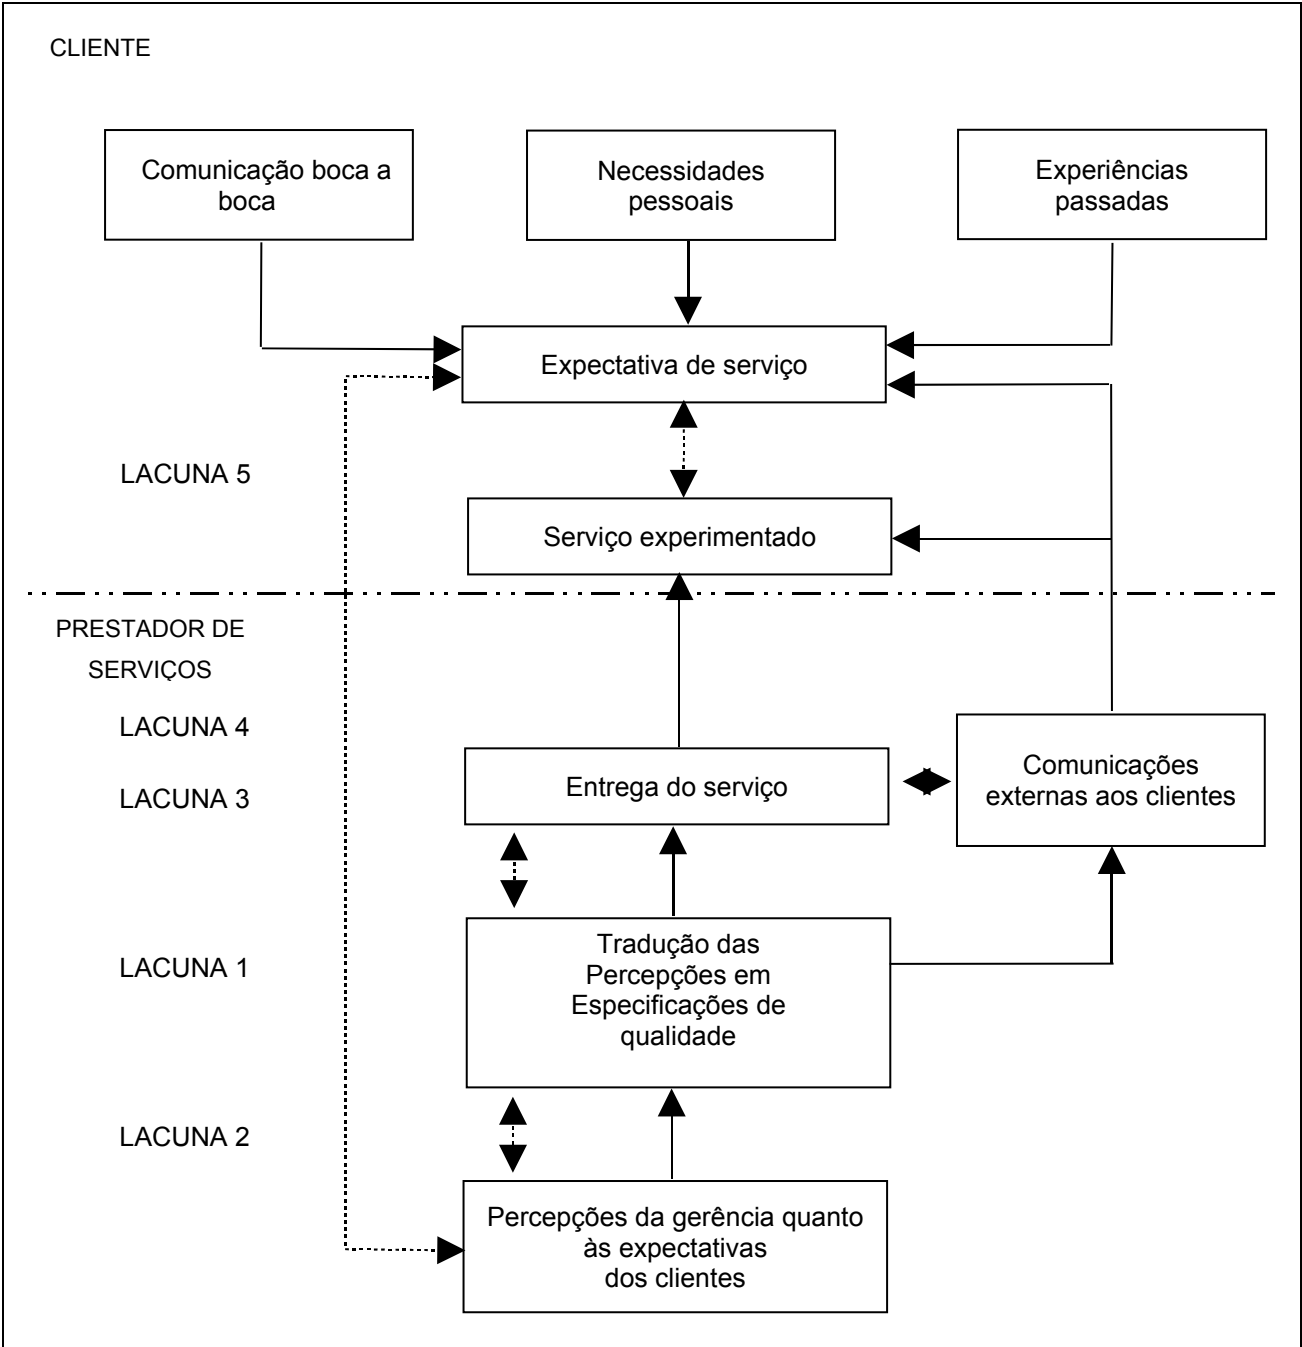 CLIENTE
Comunicação boca a
boca
Necessidades
pessoais
Experiências
passadas
Expectativa de serviço
LACUNA 5
Serviço experimentado
PRESTADOR DE
SERVIÇOS
LACUNA 4
Comunicações
externas aos clientes
Entrega do serviço
LACUNA 3
Tradução das
Percepções em
Especificações de
qualidade
LACUNA 1
LACUNA 2
Percepções da gerência quanto
às expectativas
dos clientes